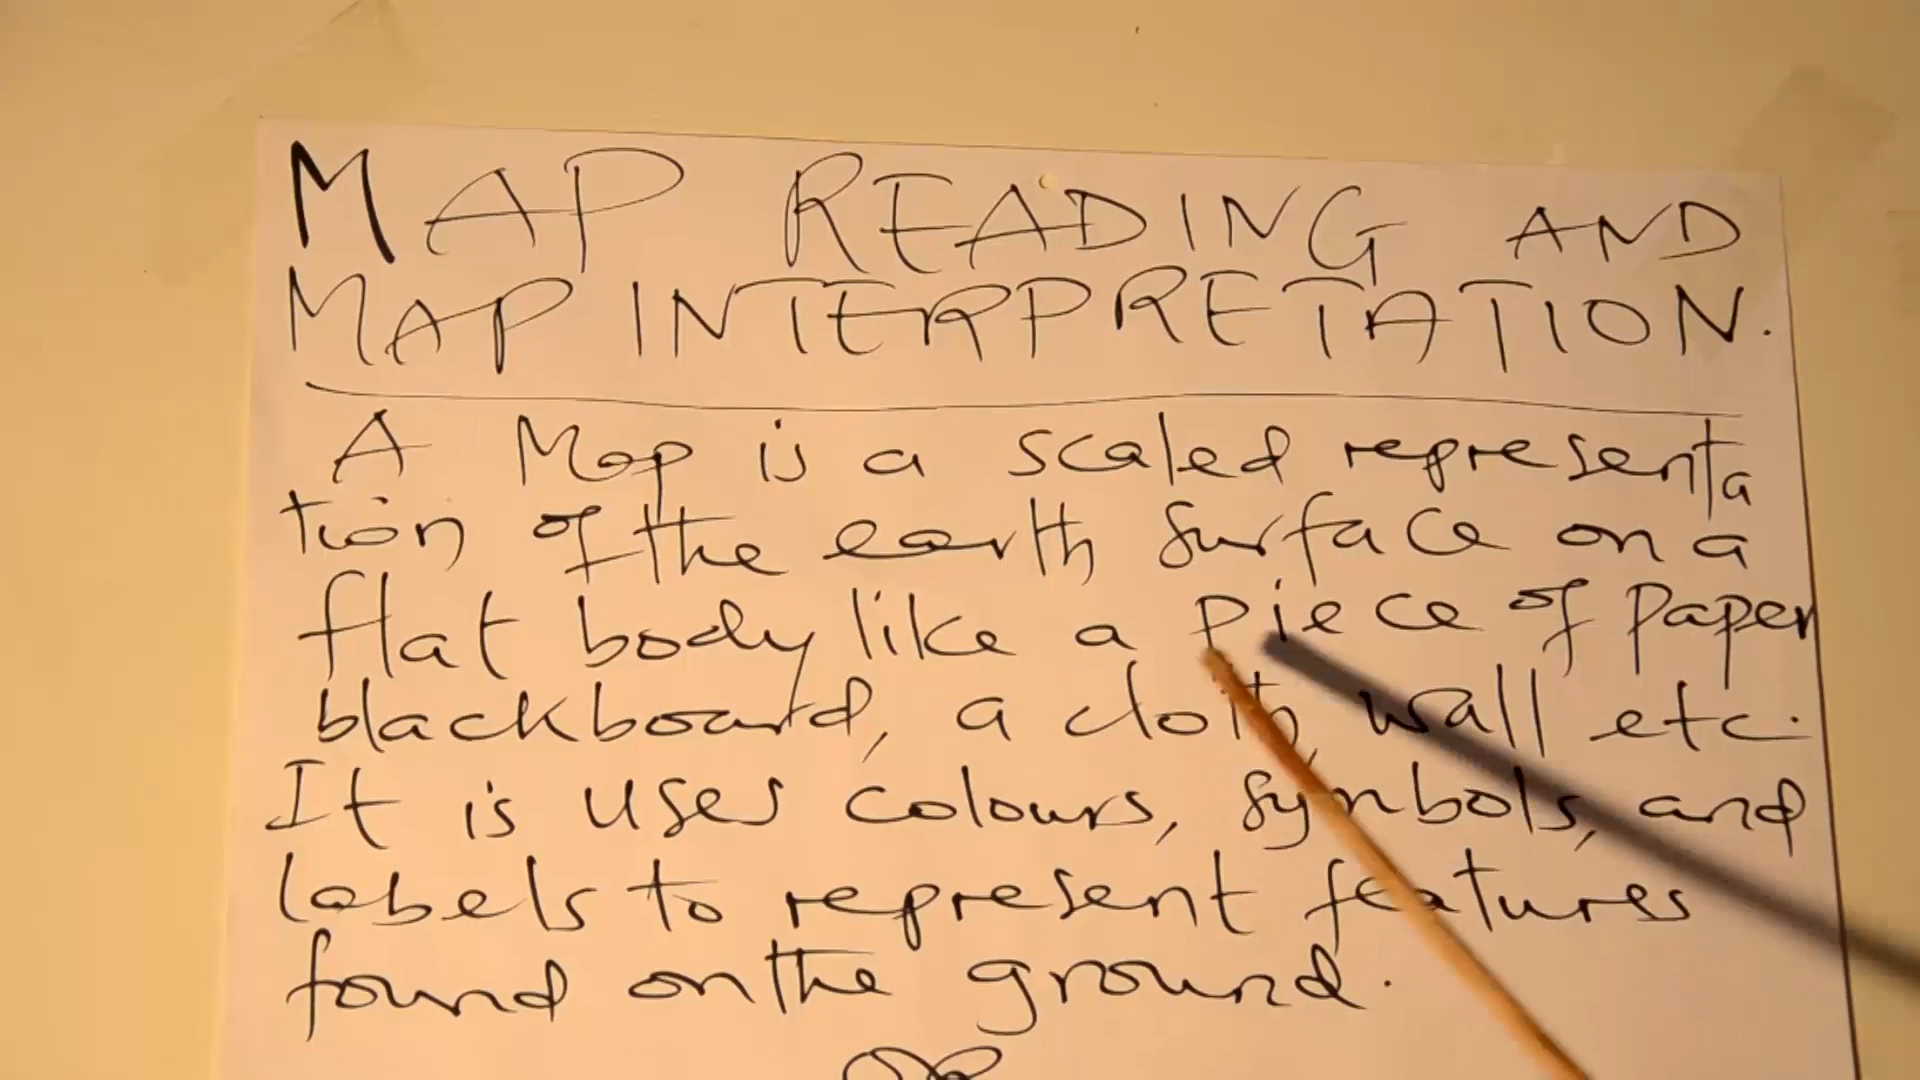 MAP READING AND
MAP INTERPRETATION.
A Map is a scaled representa
tion of the earth surface on a
flat body like a piece of paper
blackboard, a cloth, wall etc.
It is uses colours, symbols, and
labels to represent features
found on the ground.